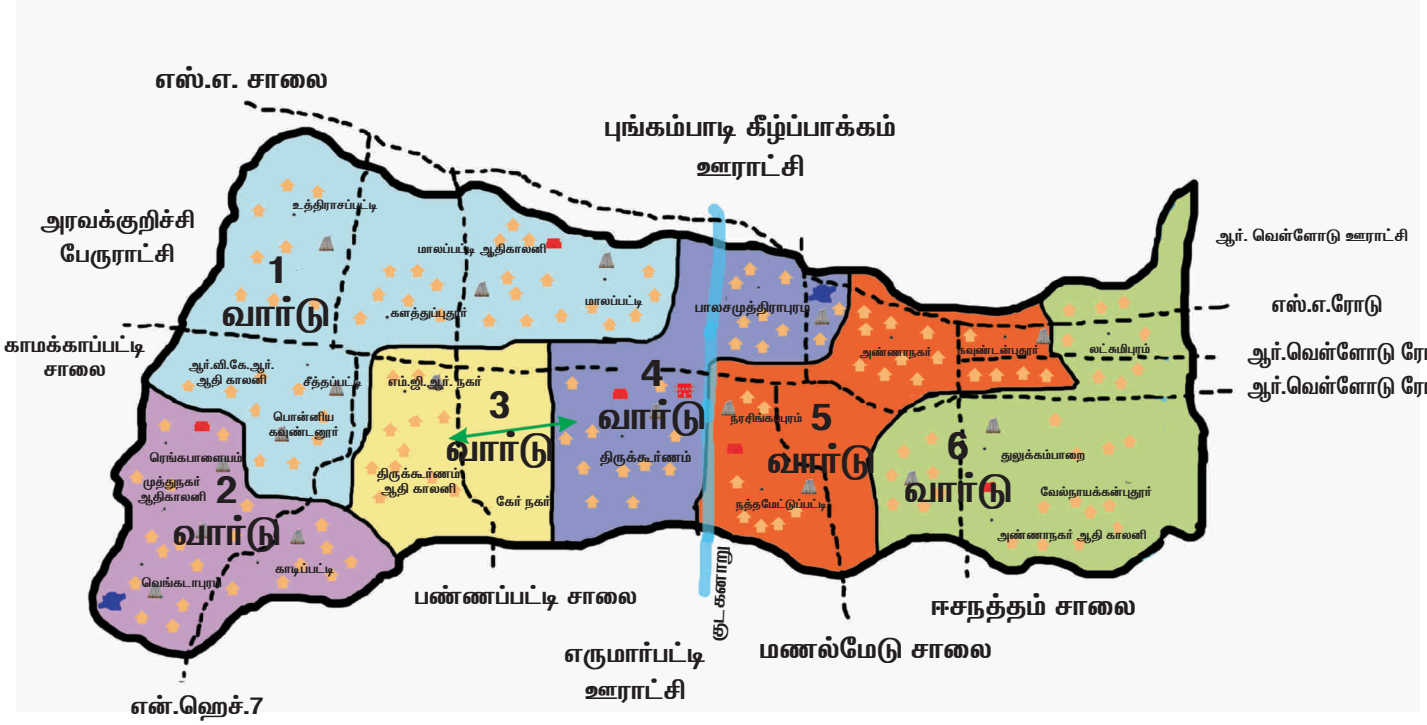 எஸ்.எ. சாலை
புங்கம்பாடி கீழ்ப்பாக்கம்
ஊராட்சி
அரவக்குறிச்சி
பேருராட்சி
ஆர். வெள்ளோடு ஊராட்சி
எஸ்.எ.ரோடு
காமக்காப்பட்டி
சாலை
ஆர்.வெள்ளோடு ரோ
ஆர்.வெள்ளோடு ரோ
உத்திராசப்பட்டி
மாலப்பட்டி ஆதிகாலனி
1
வார்டு
களத்துப்புதூர்
மாலப்பட்டி
ஆர்.வி.கே.ஆர்.
ஆதி காலனி
சீத்தப்பட்டி
பொன்னிய
கவுண்டனூர்
ரெங்கபாளையம்
முத்துநகர்
ஆதிகாலனி
2
வார்டு
வெங்கடாபுரம்
காடிப்பட்டி
எம்.ஜி.ஆர். நகர்
3
வார்டு
திருக்கூர்ணம்
ஆதி காலனி
கேர் நகர்
பாலசமுத்திராபுரம்
4
வார்டு
திருக்கூர்ணம்
அண்ணாநகர்
கவுண்டன்புதூர்
நரசிங்கபுரம்
5
வார்டு
நத்தமேட்டுப்பட்டி
லட்சுமிபுரம்
6
வார்டு
துலுக்கம்பாறை
வேல்நாயக்கன்புதூர்
அண்ணாநகர் ஆதி காலனி
பண்ணப்பட்டி சாலை
குடகனாறு
ஈசநத்தம் சாலை
எருமார்பட்டி
ஊராட்சி
மணல்மேடு சாலை
என்.ஹெச்.7